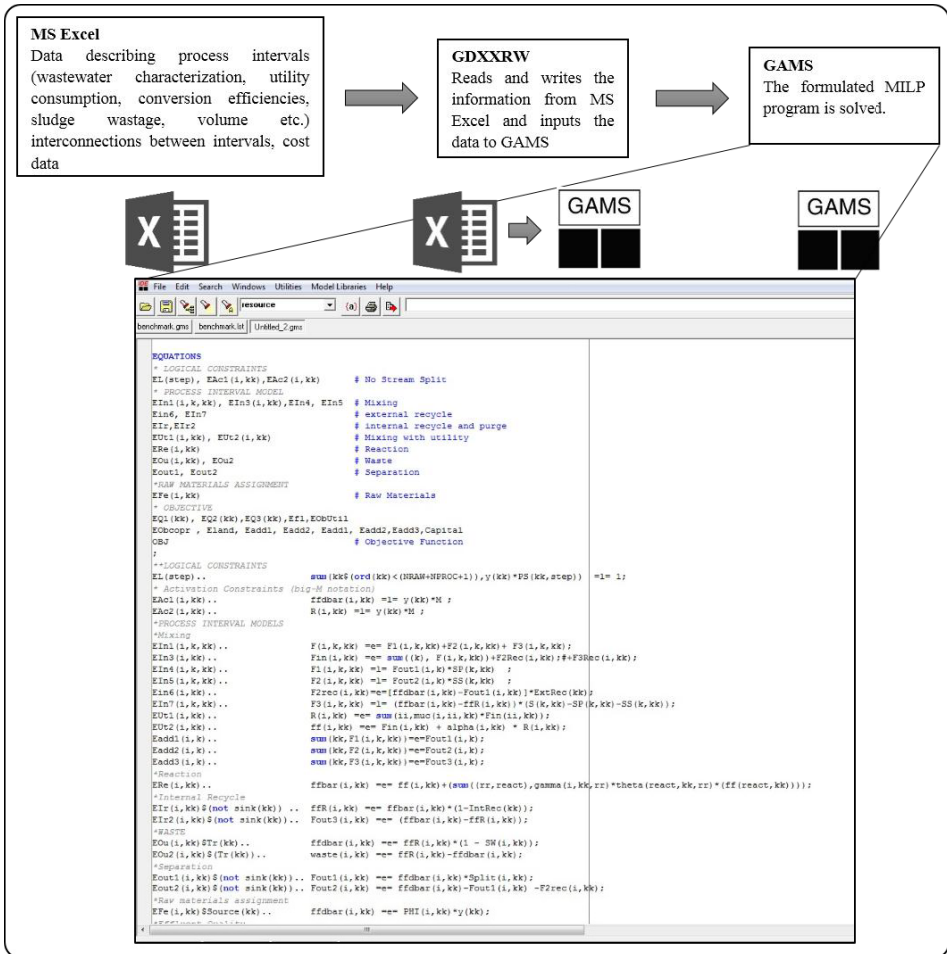 MS Excel
Data describing process intervals
(wastewater characterization, utility
consumption, conversion efficiencies,
sludge wastage, volume etc.)
interconnections between intervals, cost
data
GDXXRW
Reads and writes the
information from MS
Excel and inputs the
data to GAMS
GAMS
The formulated MILP
program is solved.
X
X
GAMS
GAMS
File Edit Search Windows Utilities Model Libraries Help
resource
{a}
benchmark.gms benchmark.lst Untitled_2.gms
EQUATIONS
* LOGICAL CONSTRAINTS
EL(step), EAc1(i,kk),EAc2(i,kk) # No Stream Split
* PROCESS INTERVAL MODEL
EIn1(i,k,kk), EIn3(i,kk),EIn4, EIn5 # Mixing
Ein6, EIn7 # external recycle
EIr,EIr2 # internal recycle and purge
EUt1(i,kk), EUt2(i,kk) # Mixing with utility
ERe(i,kk) # Reaction
EOu(i,kk), EOu2 # Waste
Eout1, Eout2 # Separation
*RAW MATERIALS ASSIGNMENT
EFe(i,kk) # Raw Materials
* OBJECTIVE
EQ1(kk), EQ2(kk),EQ3(kk),Ef1,EObUtil
EObcopr , Eland, Eadd1, Eadd2, Eadd1, Eadd2,Eadd3,Capital
OBJ # Objective Function
;
**LOGICAL CONSTRAINTS
EL(step).. sum(kk$(ord(kk)<(NRAW+NPROC+1)),y(kk)*PS(kk,step)) =l= 1;
* Activation Constraints (big-M notation)
EAc1(i,kk).. ffdbar(i,kk) =l= y(kk)*M ;
EAc2(i,kk).. R(i,kk) =l= y(kk)*M ;
*PROCESS INTERVAL MODELS
*Mixing
EIn1(i,k,kk).. F(i,k,kk) =e= F1(i,k,kk)+F2(i,k,kk)+ F3(i,k,kk);
EIn3(i,kk).. Fin(i,kk) =e= sum((k), F(i,k,kk))+F2Rec(i,kk);#+F3Rec(i,kk);
EIn4(i,k,kk).. F1(i,k,kk) =l= Fout1(i,k)*SP(k,kk) ;
EIn5(i,k,kk).. F2(i,k,kk) =l= Fout2(i,k)*SS(k,kk) ;
Ein6(i,kk).. F2rec(i,kk)=e=[ffdbar(i,kk)-Fout1(i,kk)]*ExtRec(kk);
EIn7(i,k,kk).. F3(i,k,kk) =l= (ffbar(i,kk)-ffR(i,kk))*(S(k,kk)-SP(k,kk)-SS(k,kk));
EUt1(i,kk).. R(i,kk) =e= sum(ii,muc(i,ii,kk)*Fin(ii,kk));
EUt2(i,kk).. ff(i,kk) =e= Fin(i,kk) + alpha(i,kk) * R(i,kk);
Eadd1(i,k).. sum(kk,F1(i,k,kk))=e=Fout1(i,k);
Eadd2(i,k).. sum(kk,F2(i,k,kk))=e=Fout2(i,k);
Eadd3(i,k).. sum(kk,F3(i,k,kk))=e=Fout3(i,k);
*Reaction
ERe(i,kk).. ffbar(i,kk) =e= ff(i,kk)+(sum((rr,react),gamma(i,kk,rr)*theta(react,kk,rr)*(ff(react,kk))));
*Internal Recycle
EIr(i,kk)$(not sink(kk)) .. ffR(i,kk) =e= ffbar(i,kk)*(1-IntRec(kk));
EIr2(i,kk)$(not sink(kk)).. Fout3(i,kk) =e= (ffbar(i,kk)-ffR(i,kk));
*WASTE
EOu(i,kk)$Tr(kk).. ffdbar(i,kk) =e= ffR(i,kk)*(1 - SW(i,kk));
EOu2(i,kk)$(Tr(kk)).. waste(i,kk) =e= ffR(i,kk)-ffdbar(i,kk);
*Separation
Eout1(i,kk)$(not sink(kk)).. Fout1(i,kk) =e= ffdbar(i,kk)*Split(i,kk);
Eout2(i,kk)$(not sink(kk)).. Fout2(i,kk) =e= ffdbar(i,kk)-Fout1(i,kk) -F2rec(i,kk);
*Raw materials assignment
EFe(i,kk)$Source(kk).. ffdbar(i,kk) =e= PHI(i,kk)*y(kk);
*Effluent Quality